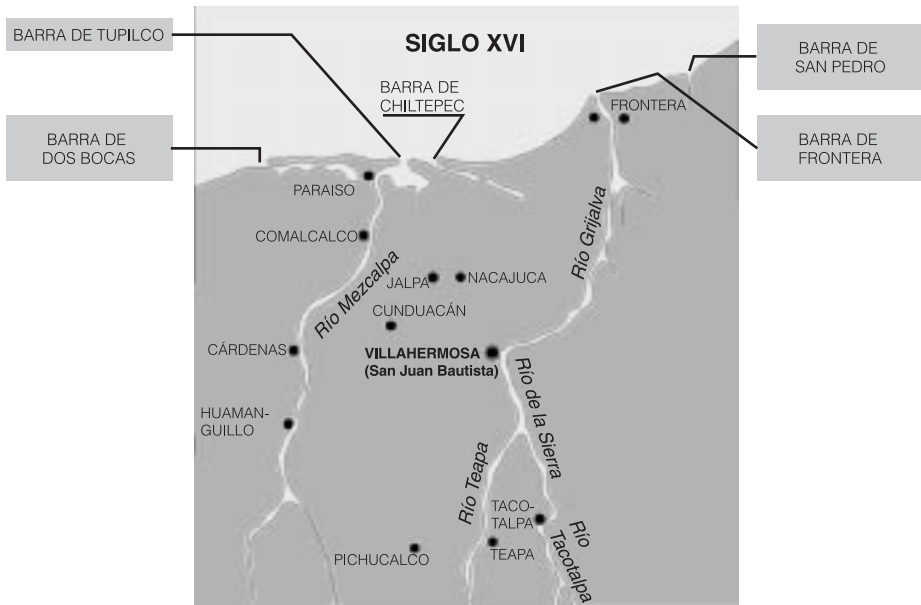 SIGLO XVI
BARRA DE TUPILCO
BARRA DE
SAN PEDRO
BARRA DE
CHILTEPEC
FRONTERA
BARRA DE
DOS BOCAS
BARRA DE
FRONTERA
PARAISO
COMALCALCO
Río Mezcalpa
Río Grijalva
JALPA
NACAJUCA
CUNDUACÁN
CÁRDENAS
VILLAHERMOSA
(San Juan Bautista)
Río de la Sierra
HUAMAN-
GUILLO
Río Teapa
TACO-
TALPA
Río
Tacotalpa
PICHUCALCO
TEAPA